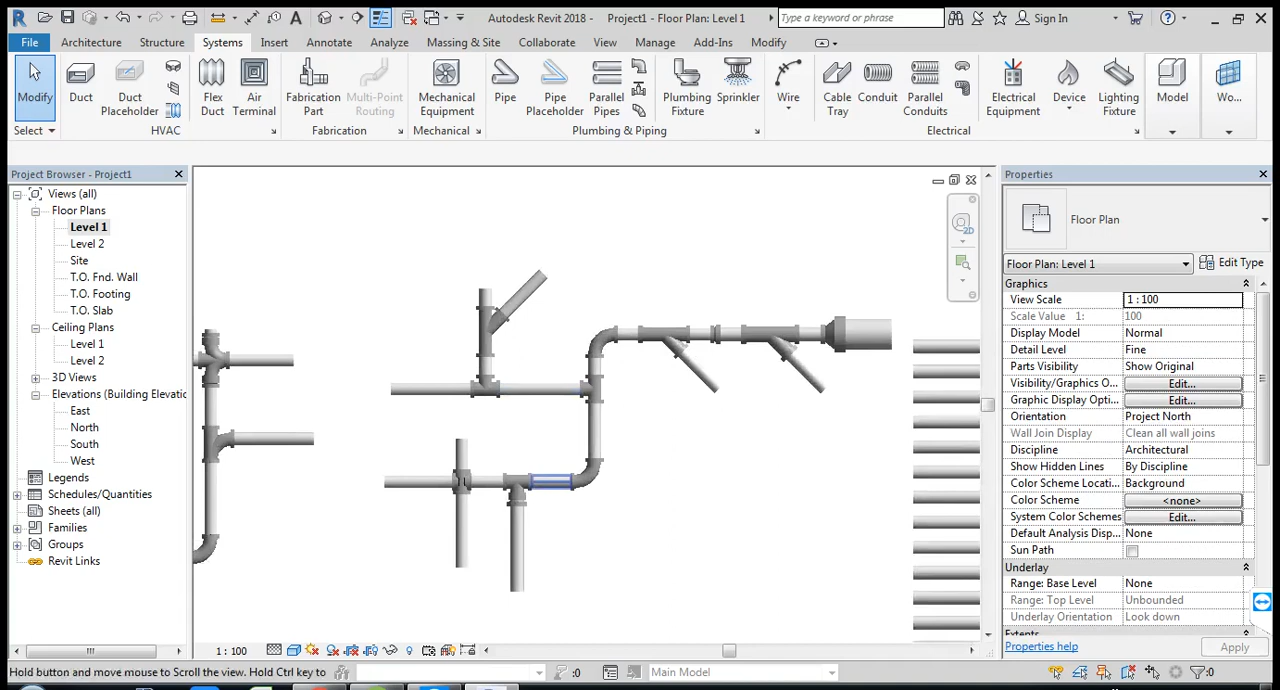 Autodesk Revit 2018 -
Project1 - Floor Plan: Level 1
Type a keyword or phrase
Sign In
File
Architecture
Structure
Systems
Insert
Annotate
Analyze
Massing & Site
Collaborate
View
Manage
Add-Ins
Modify
Modify
Duct
Duct Placeholder
Flex Duct
Air Terminal
Fabrication Part
Multi-Point Routing
Mechanical Equipment
Pipe
Pipe Placeholder
Parallel Pipes
Plumbing Fixture
Sprinkler
Wire
Cable Tray
Conduit
Parallel Conduits
Electrical Equipment
Device
Lighting Fixture
Model
Wo...
Select
HVAC
Fabrication
Mechanical
Plumbing & Piping
Electrical
Project Browser - Project1
Views (all)
Floor Plans
Level 1
Level 2
Site
T.O. Fnd. Wall
T.O. Footing
T.O. Slab
Ceiling Plans
Level 1
Level 2
3D Views
Elevations (Building Elevatic
East
North
South
West
Legends
Schedules/Quantities
Sheets (all)
Families
Groups
Revit Links
2D
Properties
Floor Plan
Floor Plan: Level 1
Edit Type
Graphics
View Scale 1 : 100
Scale Value 1: 100
Display Model Normal
Detail Level Fine
Parts Visibility Show Original
Visibility/Graphics O... Edit...
Graphic Display Opti... Edit...
Orientation Project North
Wall Join Display Clean all wall joins
Discipline Architectural
Show Hidden Lines By Discipline
Color Scheme Locati... Background
Color Scheme <none>
System Color Schemes Edit...
Default Analysis Disp... None
Sun Path
Underlay
Range: Base Level None
Range: Top Level Unbounded
Underlay Orientation Look down
Extents
Properties help
Apply
1 : 100
Hold button and move mouse to Scroll the view. Hold Ctrl key to
:0
Main Model
:0